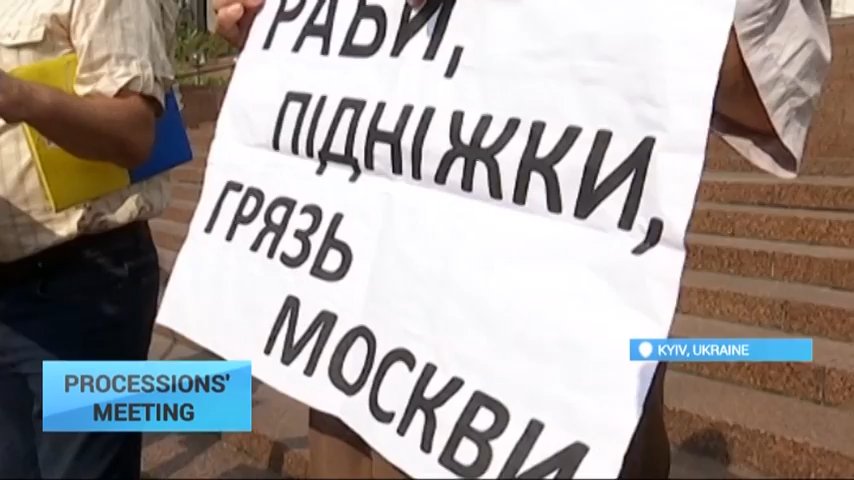 РАБИ,
ПІДНІЖКИ,
ГРЯЗЬ
МОСКВИ
KYIV, UKRAINE
PROCESSIONS'
MEETING